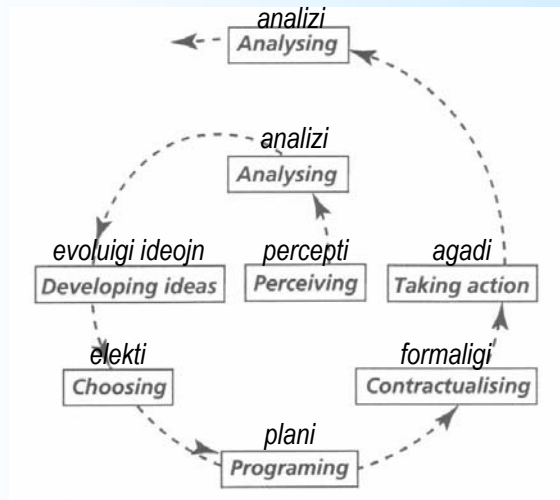 analizi
Analysing
analizi
Analysing
evoluigi ideojn
Developing ideas
percepti
Perceiving
agadi
Taking action
elekti
Choosing
formaligi
Contractualising
plani
Programing